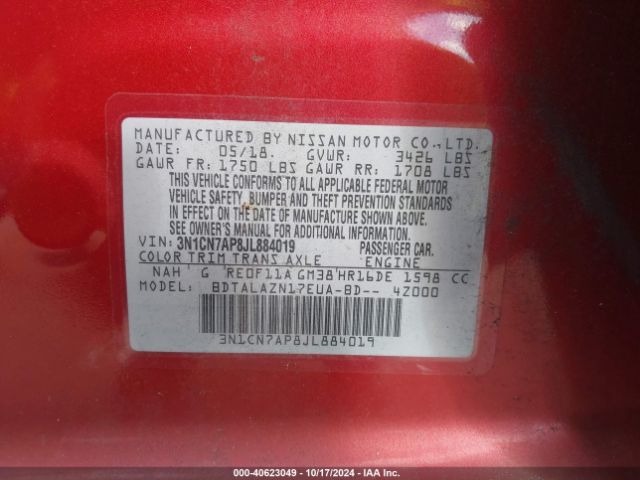 MANUFACTURED BY NISSAN MOTOR CO.,LTD.
DATE: 05/18. GVWR: 3426 LBS
GAWR FR: 1750 LBS GAWR RR: 1708 LBS
THIS VEHICLE CONFORMS TO ALL APPLICABLE FEDERAL MOTOR
VEHICLE SAFETY, BUMPER AND THEFT PREVENTION STANDARDS
IN EFFECT ON THE DATE OF MANUFACTURE SHOWN ABOVE.
SEE OWNER'S MANUAL FOR ADDITIONAL INFORMATION.
VIN: 3N1CN7AP8JL884019 PASSENGER CAR.
COLOR TRIM TRANS AXLE ENGINE
NAH G RE0F11A GM38 HR16DE 1598 CC
MODEL: BDTALAZN17EUA-BD-- 4Z000
3N1CN7AP8JL884019
000-40623049 - 10/17/2024 - IAA Inc.